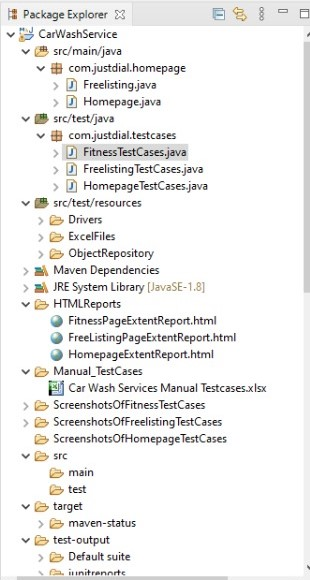 Package Explorer
CarWashService
src/main/java
com.justdial.homepage
Freelisting.java
Homepage.java
src/test/java
com.justdial.testcases
FitnessTestCases.java
FreelistingTestCases.java
HomepageTestCases.java
src/test/resources
Drivers
ExcelFiles
ObjectRepository
Maven Dependencies
JRE System Library [JavaSE-1.8]
HTMLReports
FitnessPageExtentReport.html
FreeListingPageExtentReport.html
HomepageExtentReport.html
Manual_TestCases
Car Wash Services Manual Testcases.xlsx
ScreenshotsOfFitnessTestCases
ScreenshotsOfFreelistingTestCases
ScreenshotsOfHomepageTestCases
src
main
test
target
maven-status
test-output
Default suite
junitreports